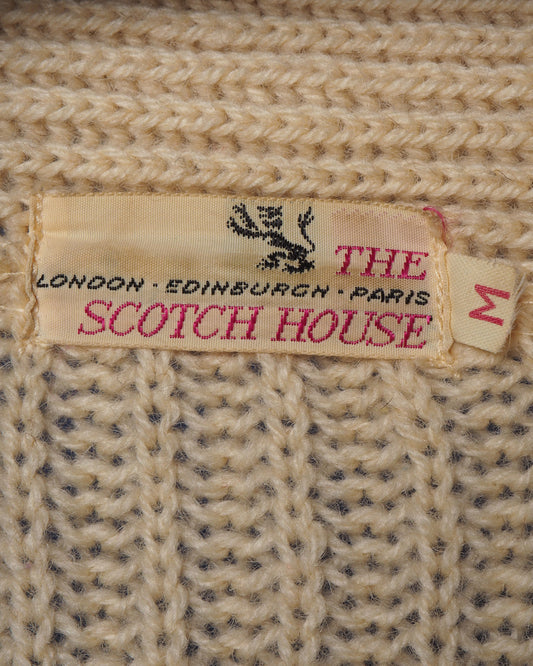 THE
LONDON · EDINBURGH · PARIS
SCOTCH HOUSE
M